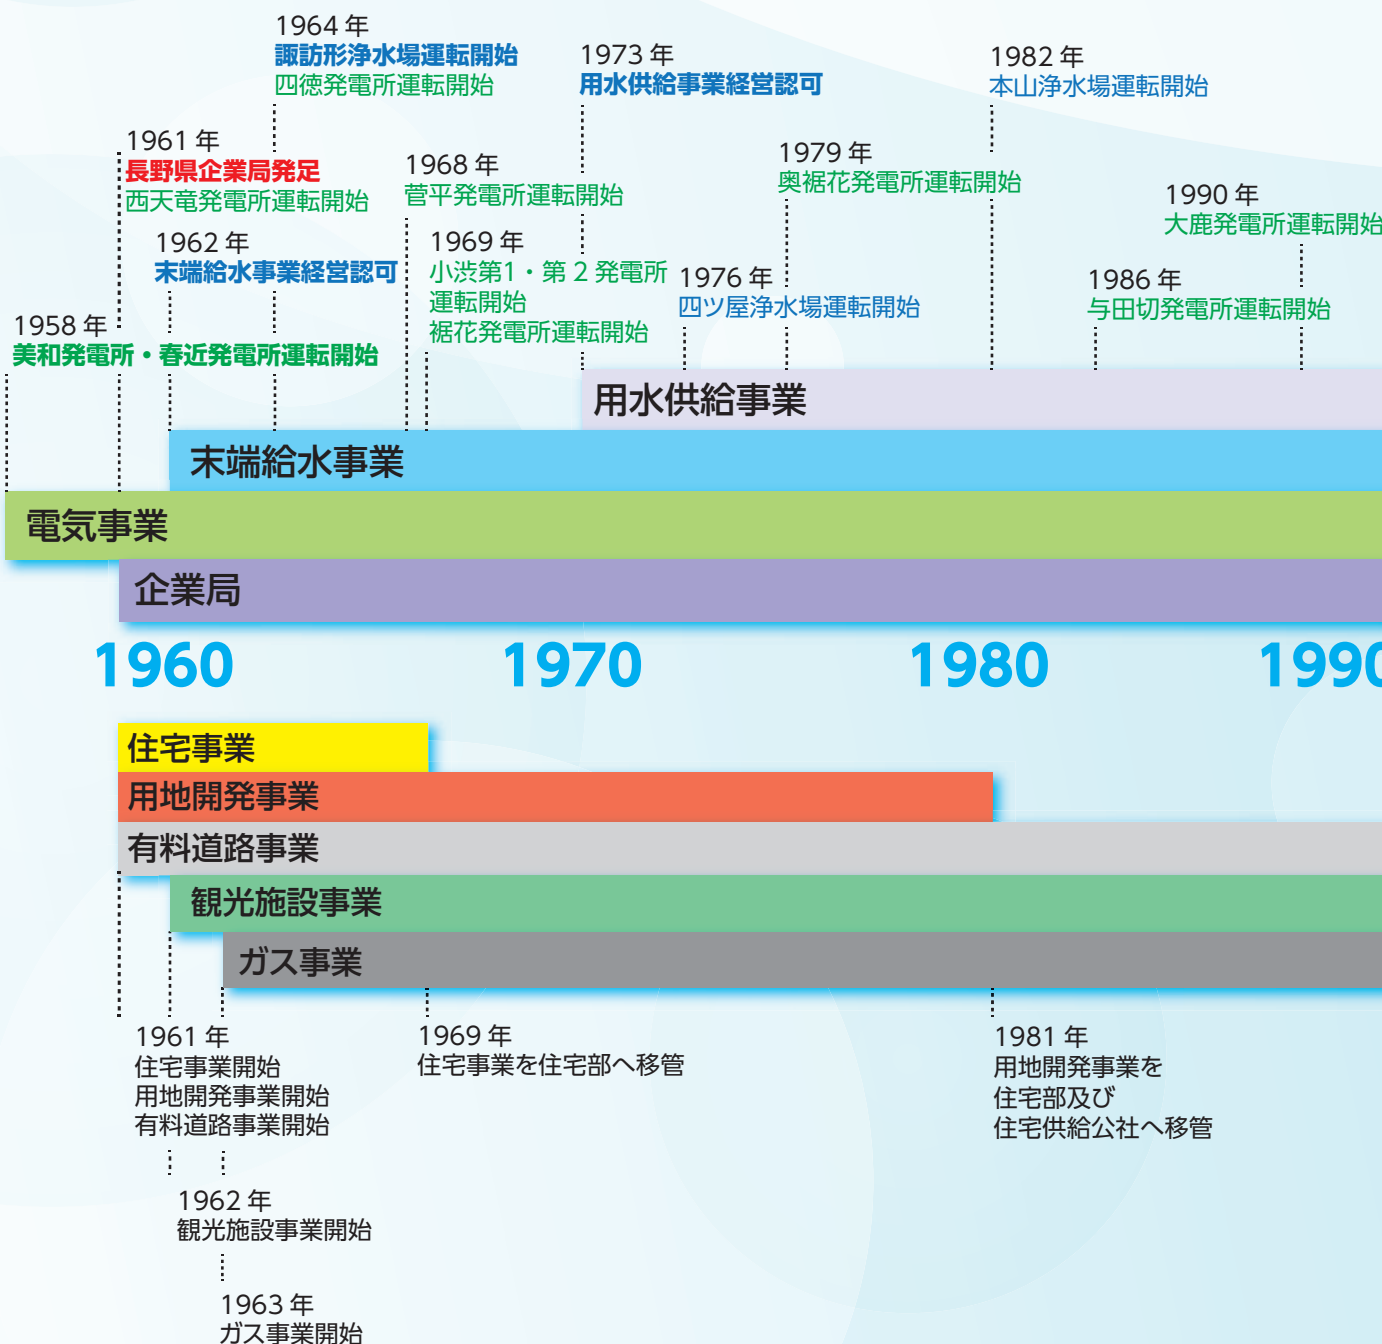 1964 年
諏訪形浄水場運転開始
四徳発電所運転開始
1973 年
用水供給事業経営認可
1982 年
本山浄水場運転開始
1961 年
長野県企業局発足
西天竜発電所運転開始
1968 年
菅平発電所運転開始
1979 年
奥裾花発電所運転開始
1990 年
大鹿発電所運転開始
1962 年
末端給水事業経営認可
1969 年
小渋第1・第 2 発電所
運転開始
裾花発電所運転開始
1976 年
四ツ屋浄水場運転開始
1986 年
与田切発電所運転開始
1958 年
美和発電所・春近発電所運転開始
用水供給事業
末端給水事業
電気事業
企業局
1960
1970
1980
1990
住宅事業
用地開発事業
有料道路事業
観光施設事業
ガス事業
1961 年
住宅事業開始
用地開発事業開始
有料道路事業開始
1969 年
住宅事業を住宅部へ移管
1981 年
用地開発事業を
住宅部及び
住宅供給公社へ移管
1962 年
観光施設事業開始
1963 年
ガス事業開始